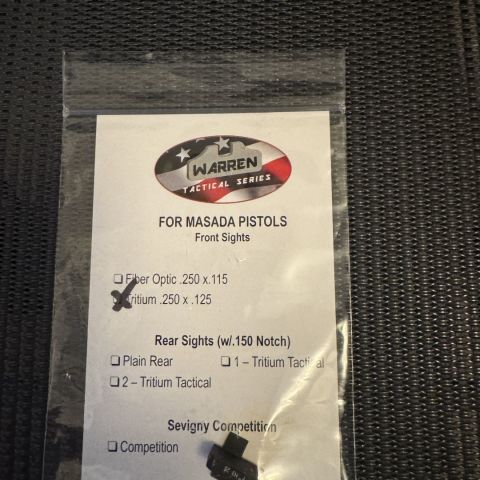 WARREN
TACTICAL SERIES
FOR MASADA PISTOLS
Front Sights
☐ Fiber Optic .250 x.115
☐ Tritium .250 x .125
Rear Sights (w/.150 Notch)
☐ Plain Rear ☐ 1 – Tritium Tactical
☐ 2 – Tritium Tactical
Sevigny Competition
☐ Competition